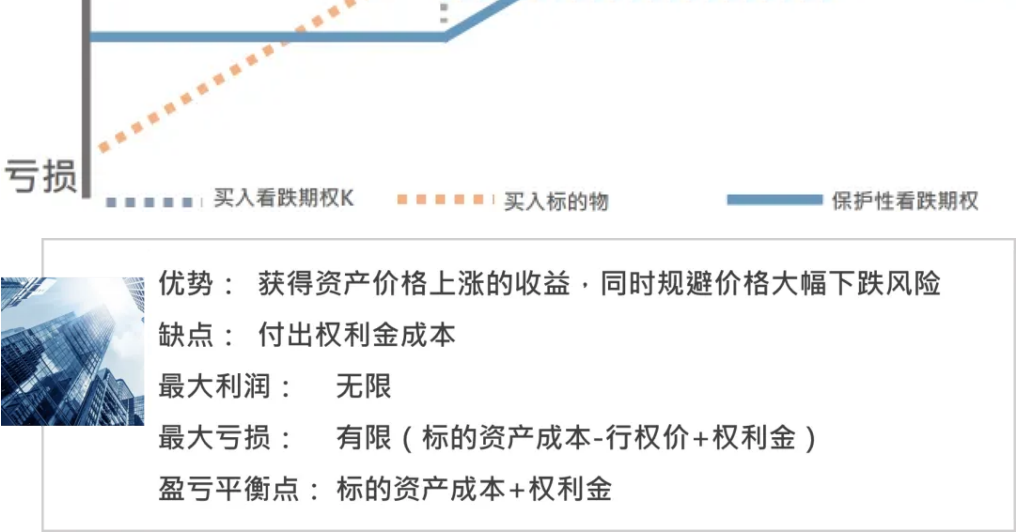 亏损
买入看跌期权K
买入标的物
保护性看跌期权
优势： 获得资产价格上涨的收益，同时规避价格大幅下跌风险
缺点： 付出权利金成本
最大利润： 无限
最大亏损： 有限（标的资产成本-行权价+权利金）
盈亏平衡点： 标的资产成本+权利金